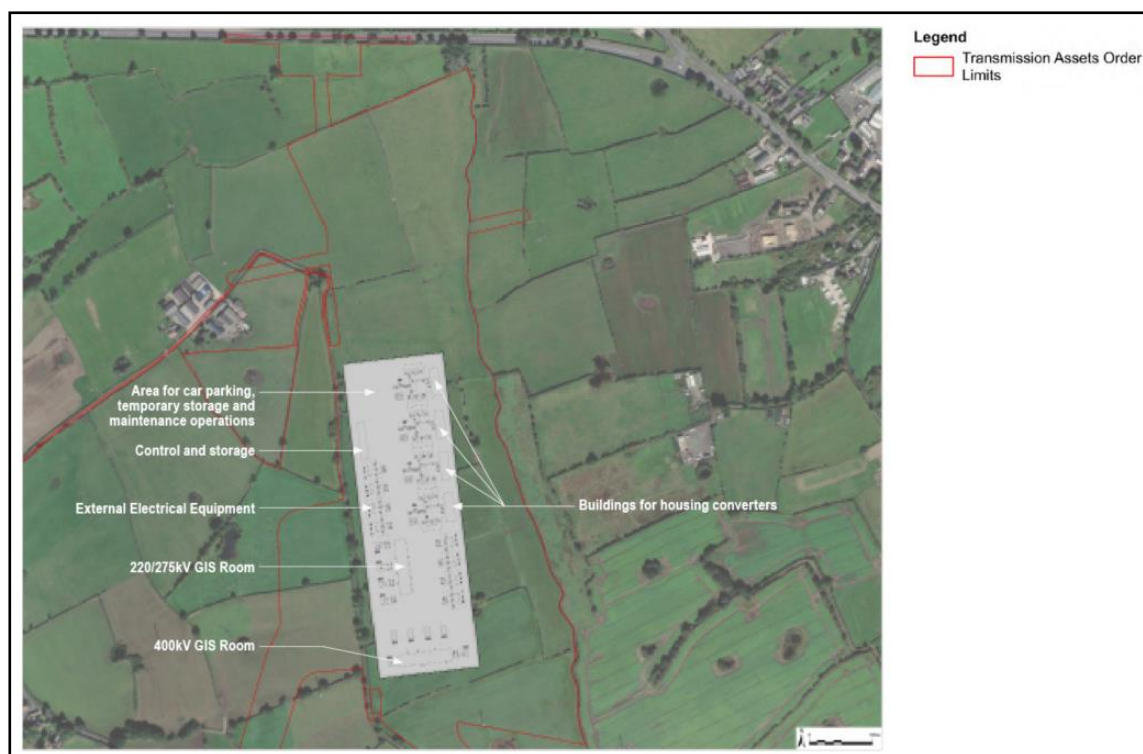 Legend
Transmission Assets Order
Limits
Area for car parking,
temporary storage and
maintenance operations
Control and storage
External Electrical Equipment
Buildings for housing converters
220/275kV GIS Room
400kV GIS Room